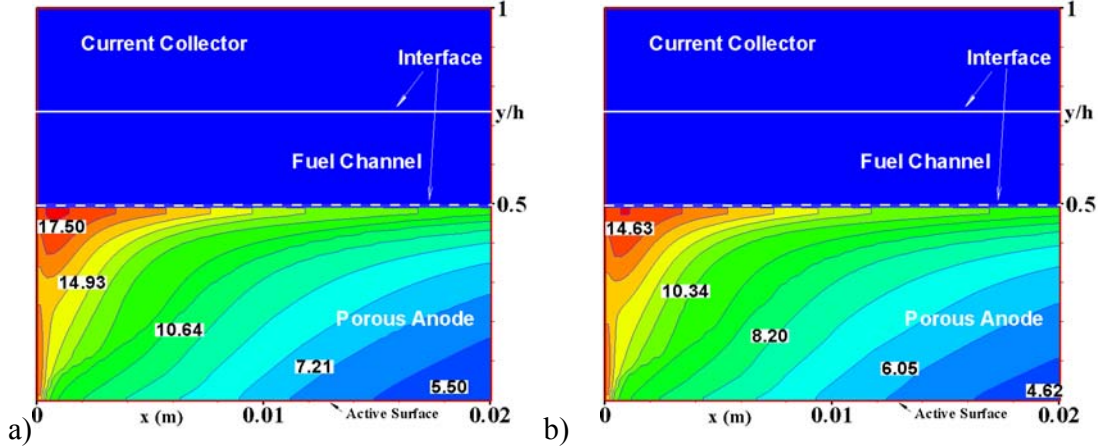 Current Collector
Interface
Fuel Channel
17.50
14.93
10.64
7.21
5.50
Porous Anode
1
y/h
0.5
0
x (m)
0.01
Active Surface
0.02
a)
Current Collector
Interface
Fuel Channel
14.63
10.34
8.20
6.05
4.62
Porous Anode
1
y/h
0.5
0
x (m)
0.01
Active Surface
0.02
b)